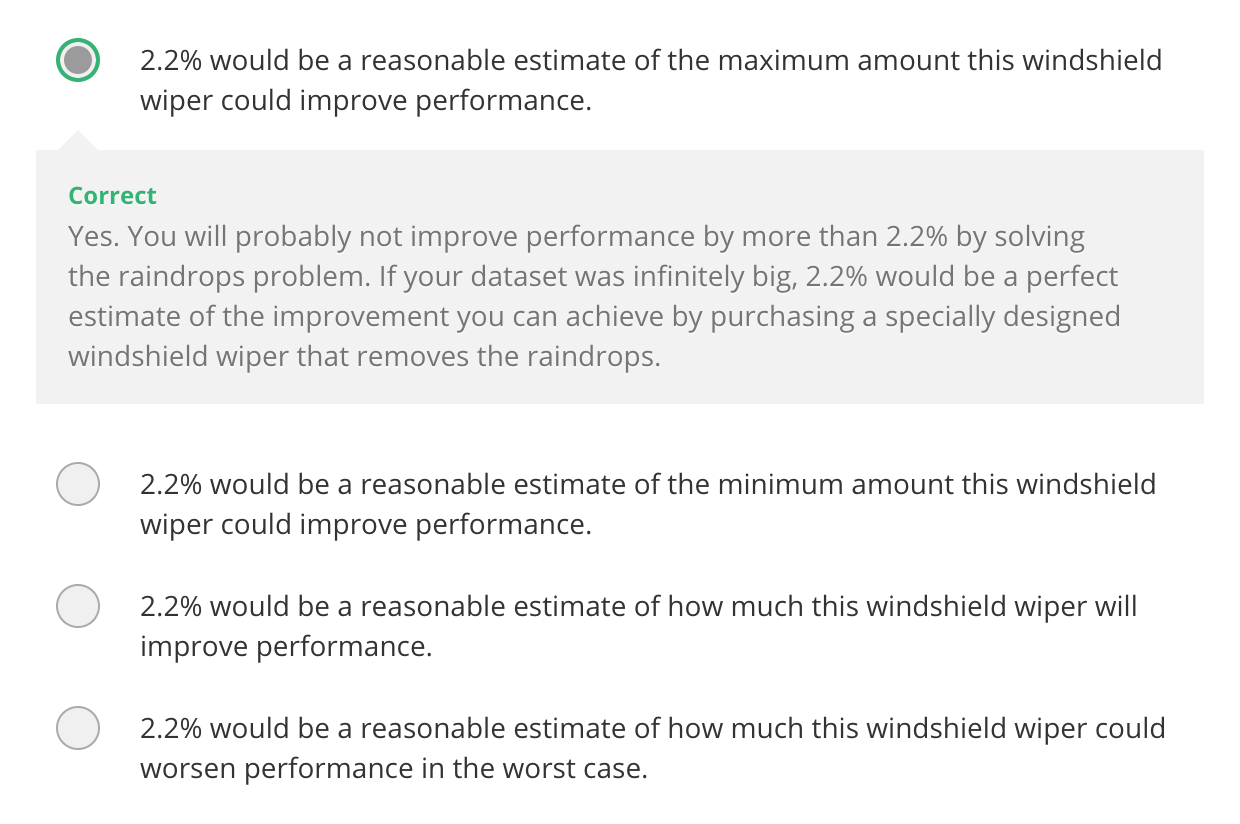 2.2% would be a reasonable estimate of the maximum amount this windshield
wiper could improve performance.
Correct
Yes. You will probably not improve performance by more than 2.2% by solving
the raindrops problem. If your dataset was infinitely big, 2.2% would be a perfect
estimate of the improvement you can achieve by purchasing a specially designed
windshield wiper that removes the raindrops.
2.2% would be a reasonable estimate of the minimum amount this windshield
wiper could improve performance.
2.2% would be a reasonable estimate of how much this windshield wiper will
improve performance.
2.2% would be a reasonable estimate of how much this windshield wiper could
worsen performance in the worst case.